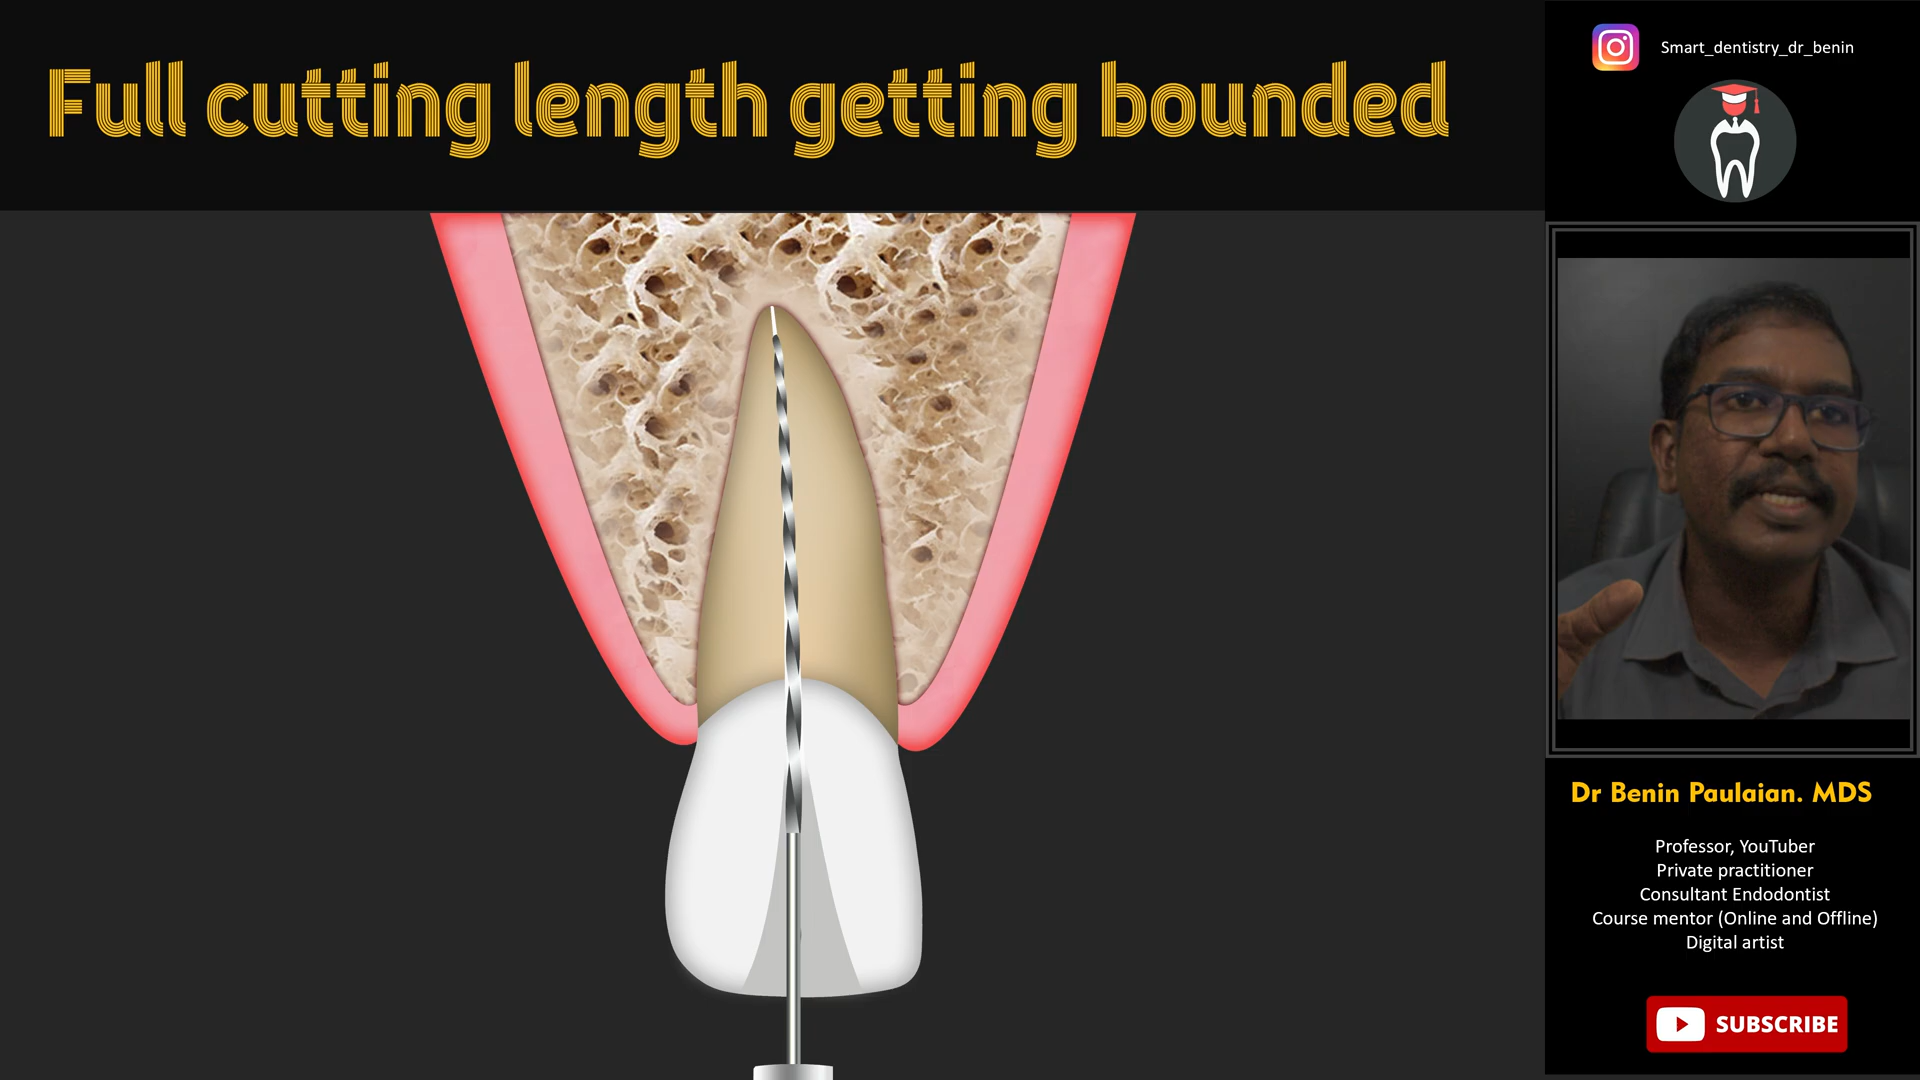 Full cutting length getting bounded
Smart_dentistry_dr_benin
Dr Benin Paulaian. MDS
Professor, YouTuber
Private practitioner
Consultant Endodontist
Course mentor (Online and Offline)
Digital artist
SUBSCRIBE